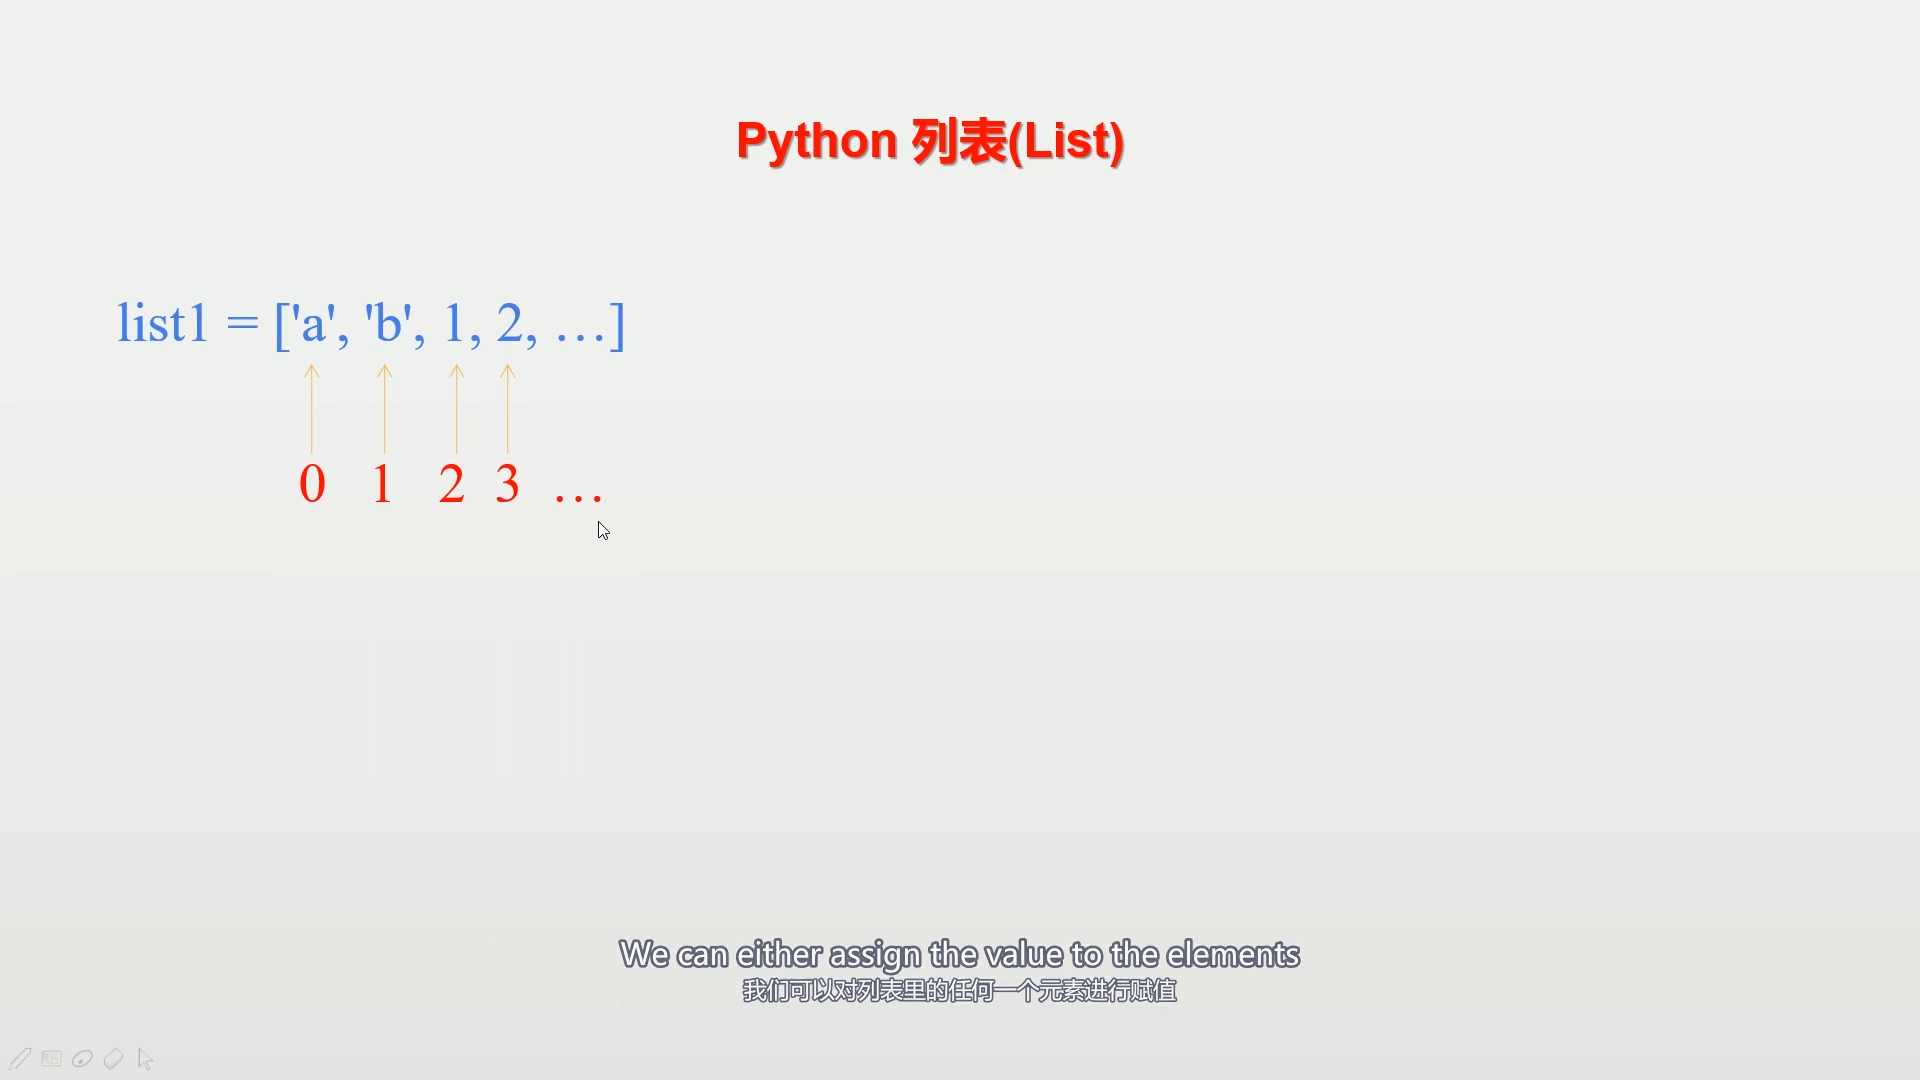 Python 列表(List)
list1 = ['a', 'b', 1, 2, …]
0 1 2 3 …
We can either assign the value to the elements
我们可以对列表里的任何一个元素进行赋值